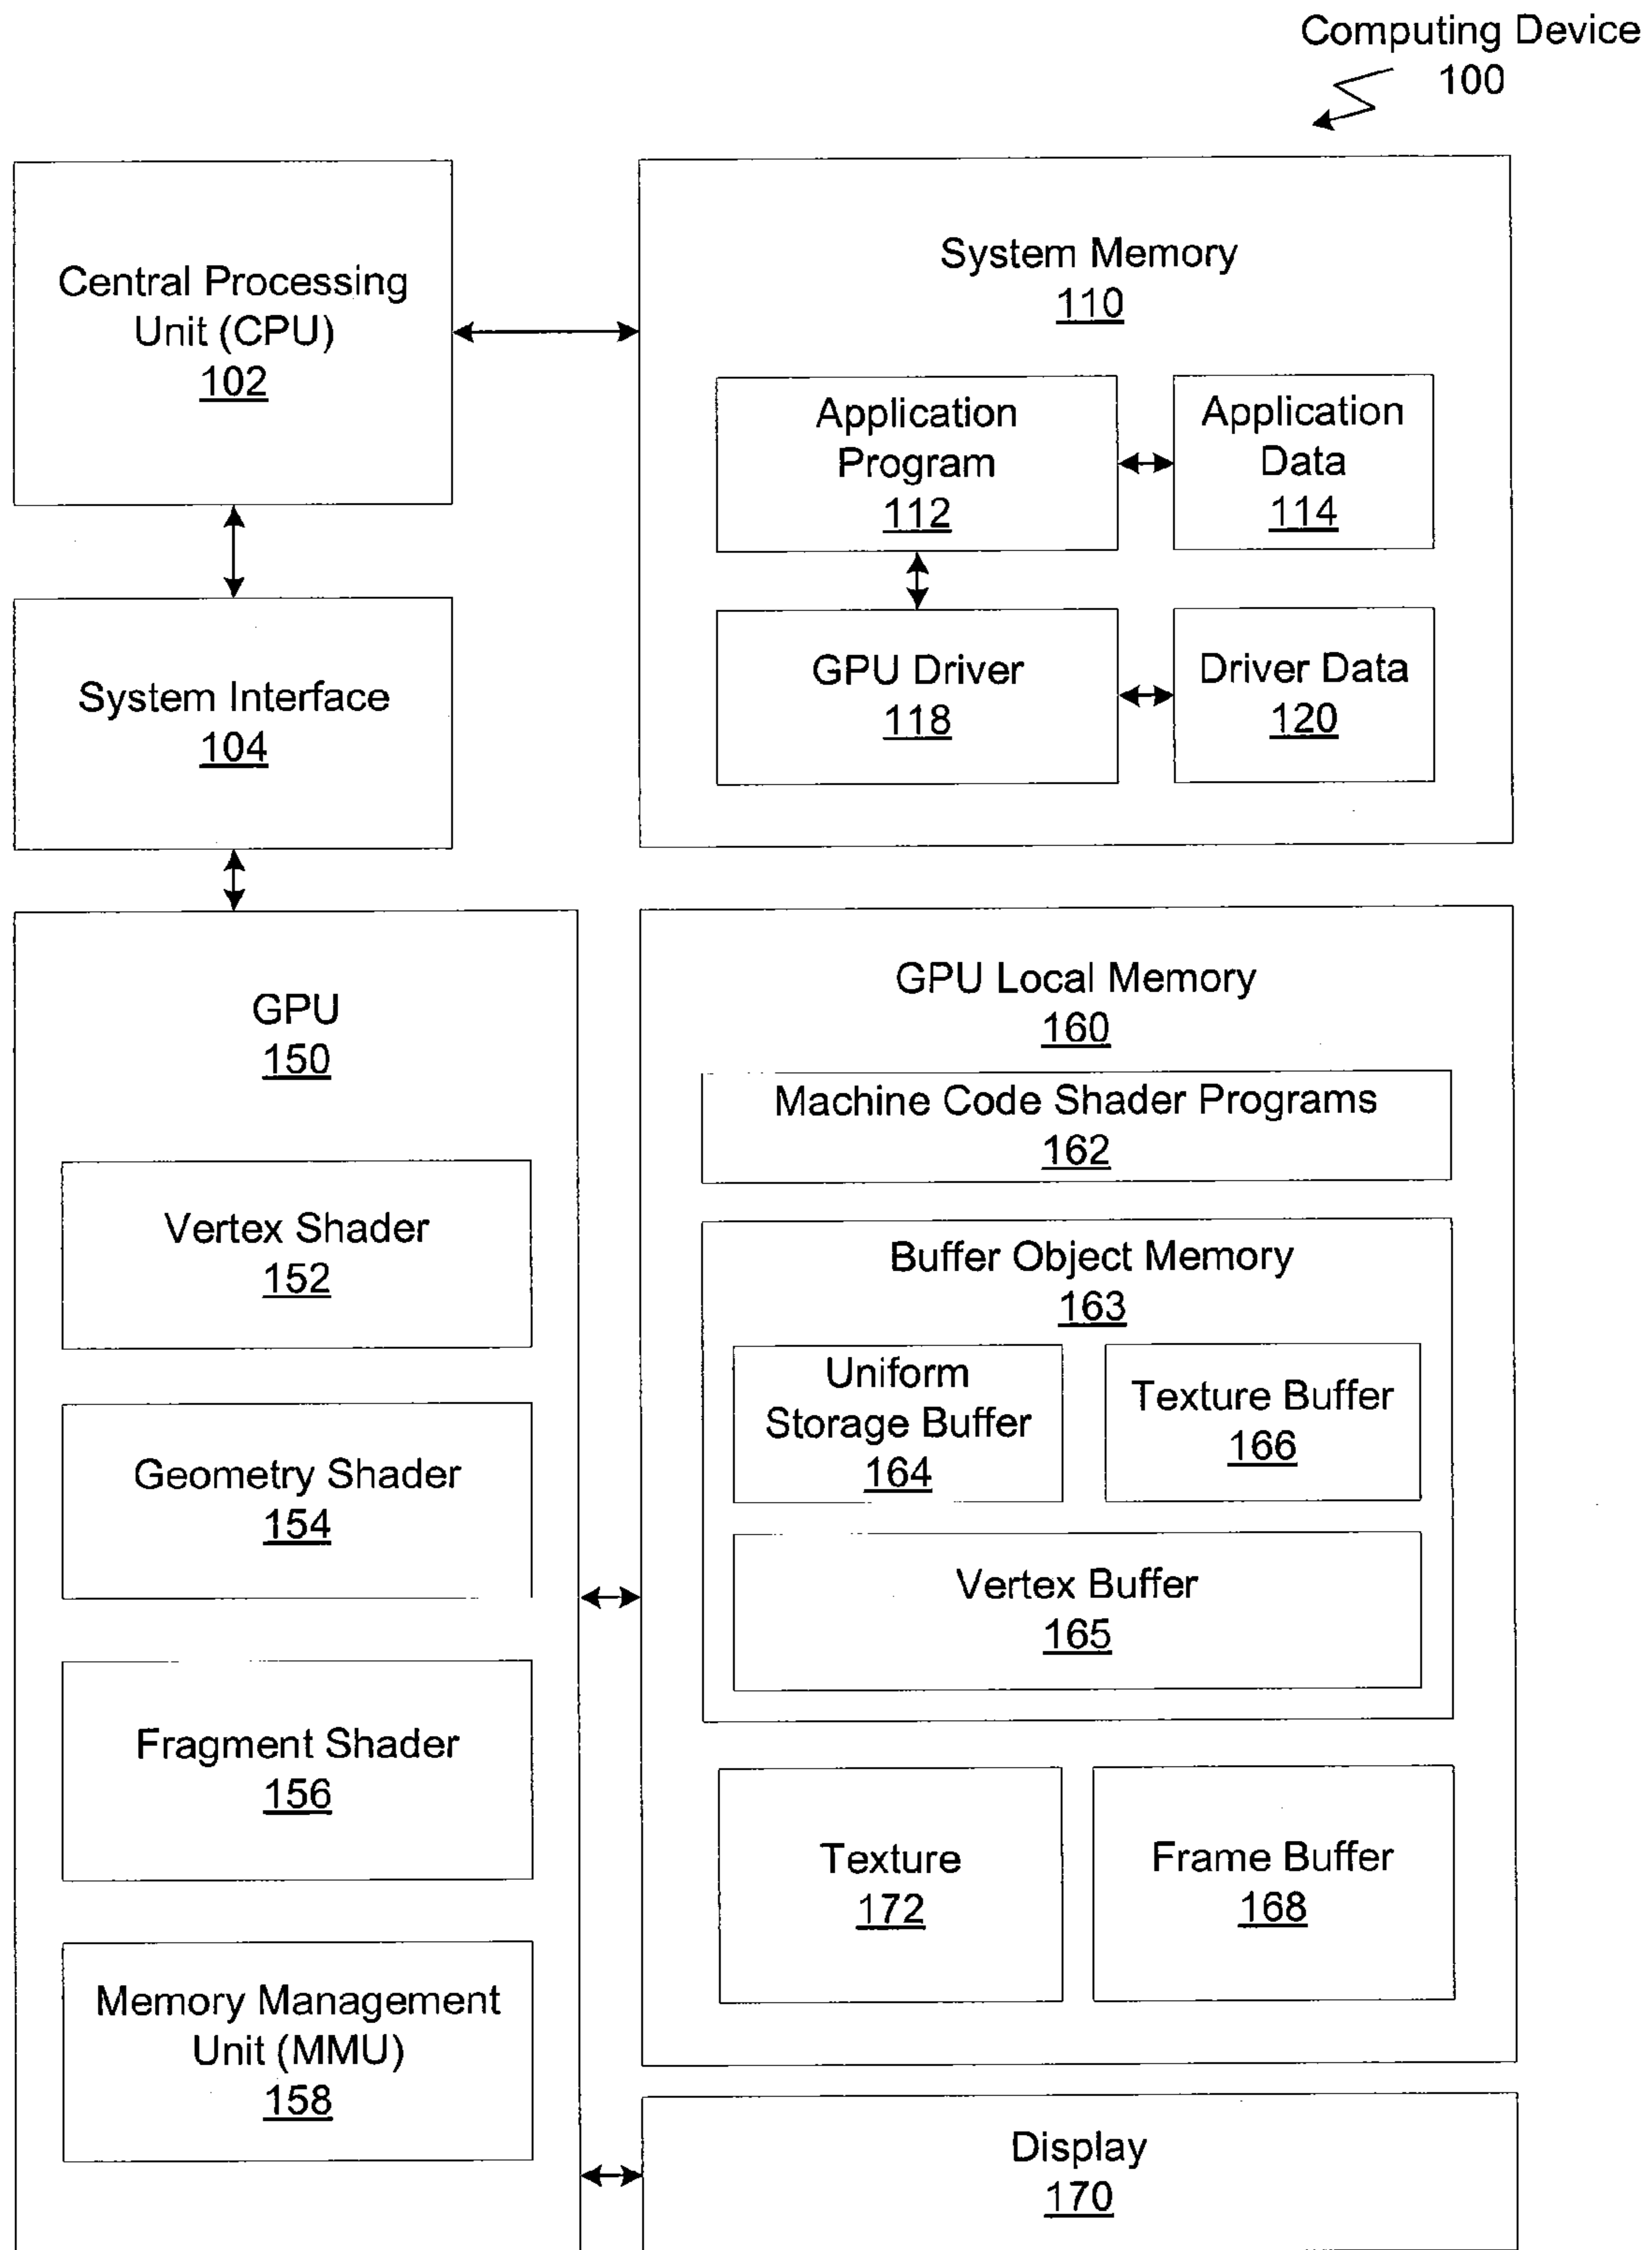 Computing Device
100
Central Processing
Unit (CPU)
102
System Memory
110
Application
Program
112
Application
Data
114
System Interface
104
GPU Driver
118
Driver Data
120
GPU
150
GPU Local Memory
160
Machine Code Shader Programs
162
Vertex Shader
152
Buffer Object Memory
163
Uniform
Storage Buffer
164
Texture Buffer
166
Geometry Shader
154
Vertex Buffer
165
Fragment Shader
156
Texture
172
Frame Buffer
168
Memory Management
Unit (MMU)
158
Display
170